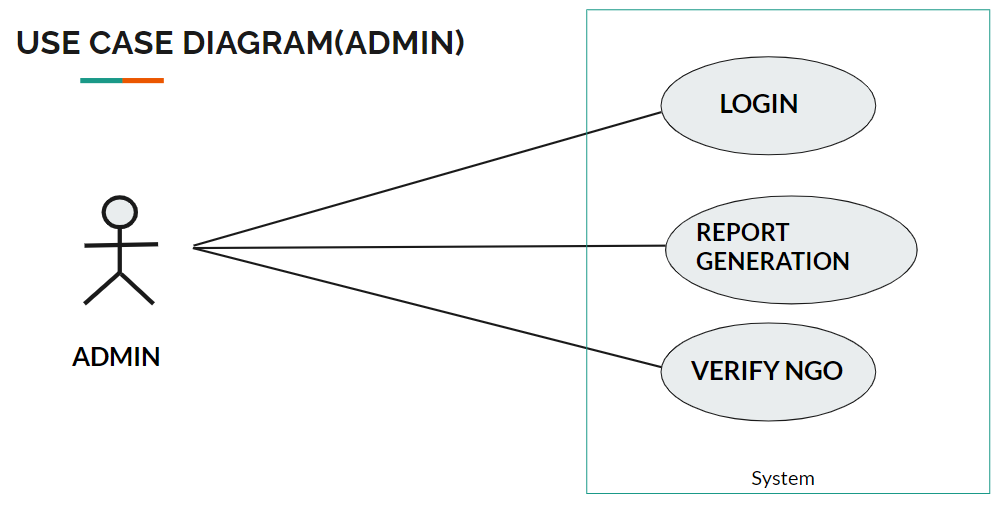 USE CASE DIAGRAM(ADMIN)
LOGIN
REPORT
GENERATION
ADMIN
VERIFY NGO
System